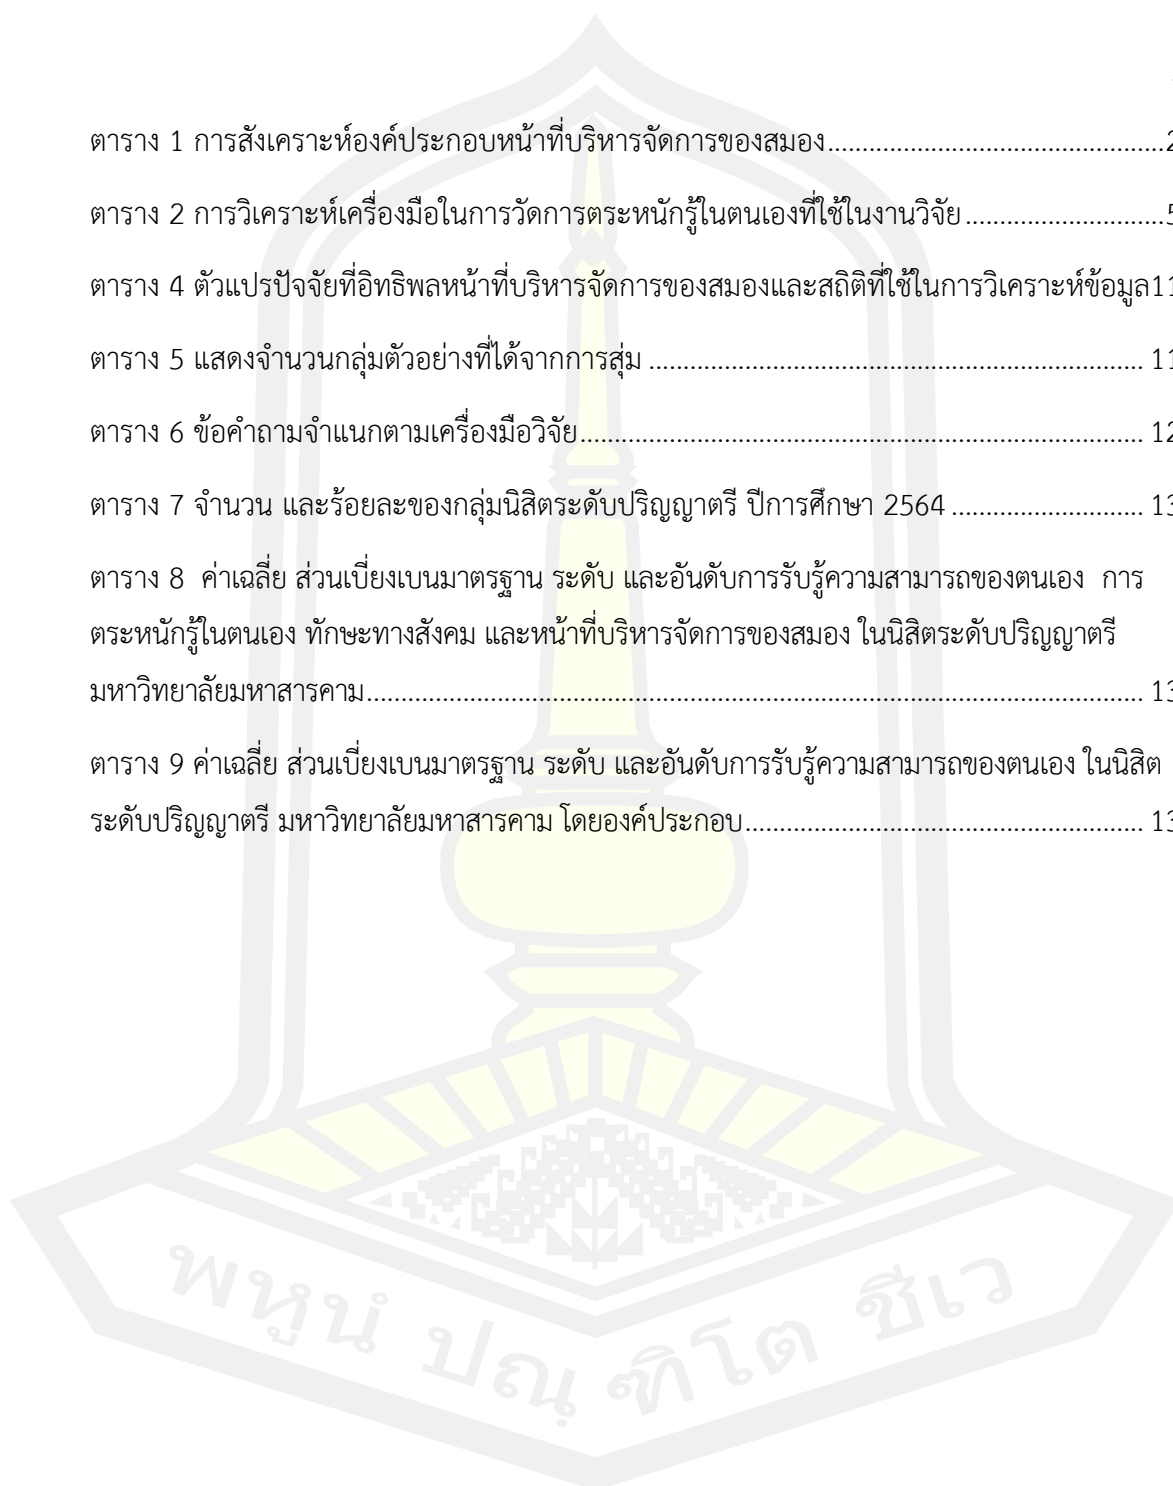 ตาราง 1 การสังเคราะห์องค์ประกอบหน้าที่บริหารจัดการของสมอง..............................................2
ตาราง 2 การวิเคราะห์เครื่องมือในการวัดการตระหนักรู้ในตนเองที่ใช้ในงานวิจัย...........................5
ตาราง 4 ตัวแปรปัจจัยที่อิทธิพลหน้าที่บริหารจัดการของสมองและสถิติที่ใช้ในการวิเคราะห์ข้อมูล11
ตาราง 5 แสดงจำนวนกลุ่มตัวอย่างที่ได้จากการสุ่ม .................................................................... 11
ตาราง 6 ข้อคำถามจำแนกตามเครื่องมือวิจัย............................................................................. 12
ตาราง 7 จำนวน และร้อยละของกลุ่มนิสิตระดับปริญญาตรี ปีการศึกษา 2564 .......................... 13
ตาราง 8 ค่าเฉลี่ย ส่วนเบี่ยงเบนมาตรฐาน ระดับ และอันดับการรับรู้ความสามารถของตนเอง การ
ตระหนักรู้ในตนเอง ทักษะทางสังคม และหน้าที่บริหารจัดการของสมอง ในนิสิตระดับปริญญาตรี
มหาวิทยาลัยมหาสารคาม.......................................................................................................... 13
ตาราง 9 ค่าเฉลี่ย ส่วนเบี่ยงเบนมาตรฐาน ระดับ และอันดับการรับรู้ความสามารถของตนเอง ในนิสิต
ระดับปริญญาตรี มหาวิทยาลัยมหาสารคาม โดยองค์ประกอบ...................................................... 13
พหูนํ ปณฺฑิโต ชีเว